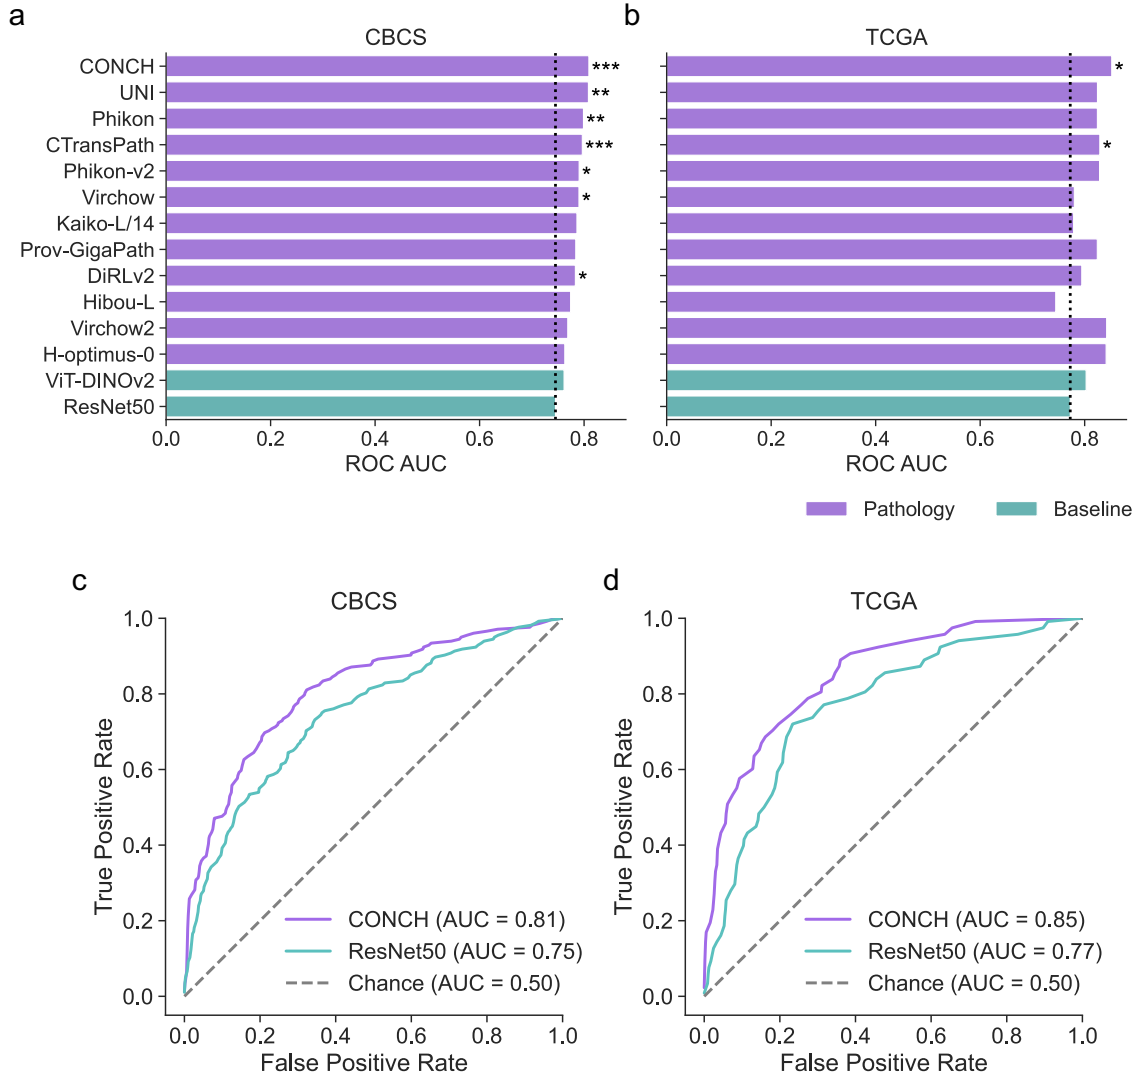 a
CBCS
CONCH
UNI
Phikon
CTransPath
Phikon-v2
Virchow
Kaiko-L/14
Prov-GigaPath
DiRLv2
Hibou-L
Virchow2
H-optimus-0
ViT-DINOv2
ResNet50
***
**
**
***
*
*
*
0.0 0.2 0.4 0.6 0.8
ROC AUC
b
TCGA
*
*
0.0 0.2 0.4 0.6 0.8
ROC AUC
Pathology Baseline
c
CBCS
1.0
0.8
0.6
0.4
0.2
0.0
True Positive Rate
CONCH (AUC = 0.81)
ResNet50 (AUC = 0.75)
Chance (AUC = 0.50)
0.0 0.2 0.4 0.6 0.8 1.0
False Positive Rate
d
TCGA
1.0
0.8
0.6
0.4
0.2
0.0
True Positive Rate
CONCH (AUC = 0.85)
ResNet50 (AUC = 0.77)
Chance (AUC = 0.50)
0.0 0.2 0.4 0.6 0.8 1.0
False Positive Rate